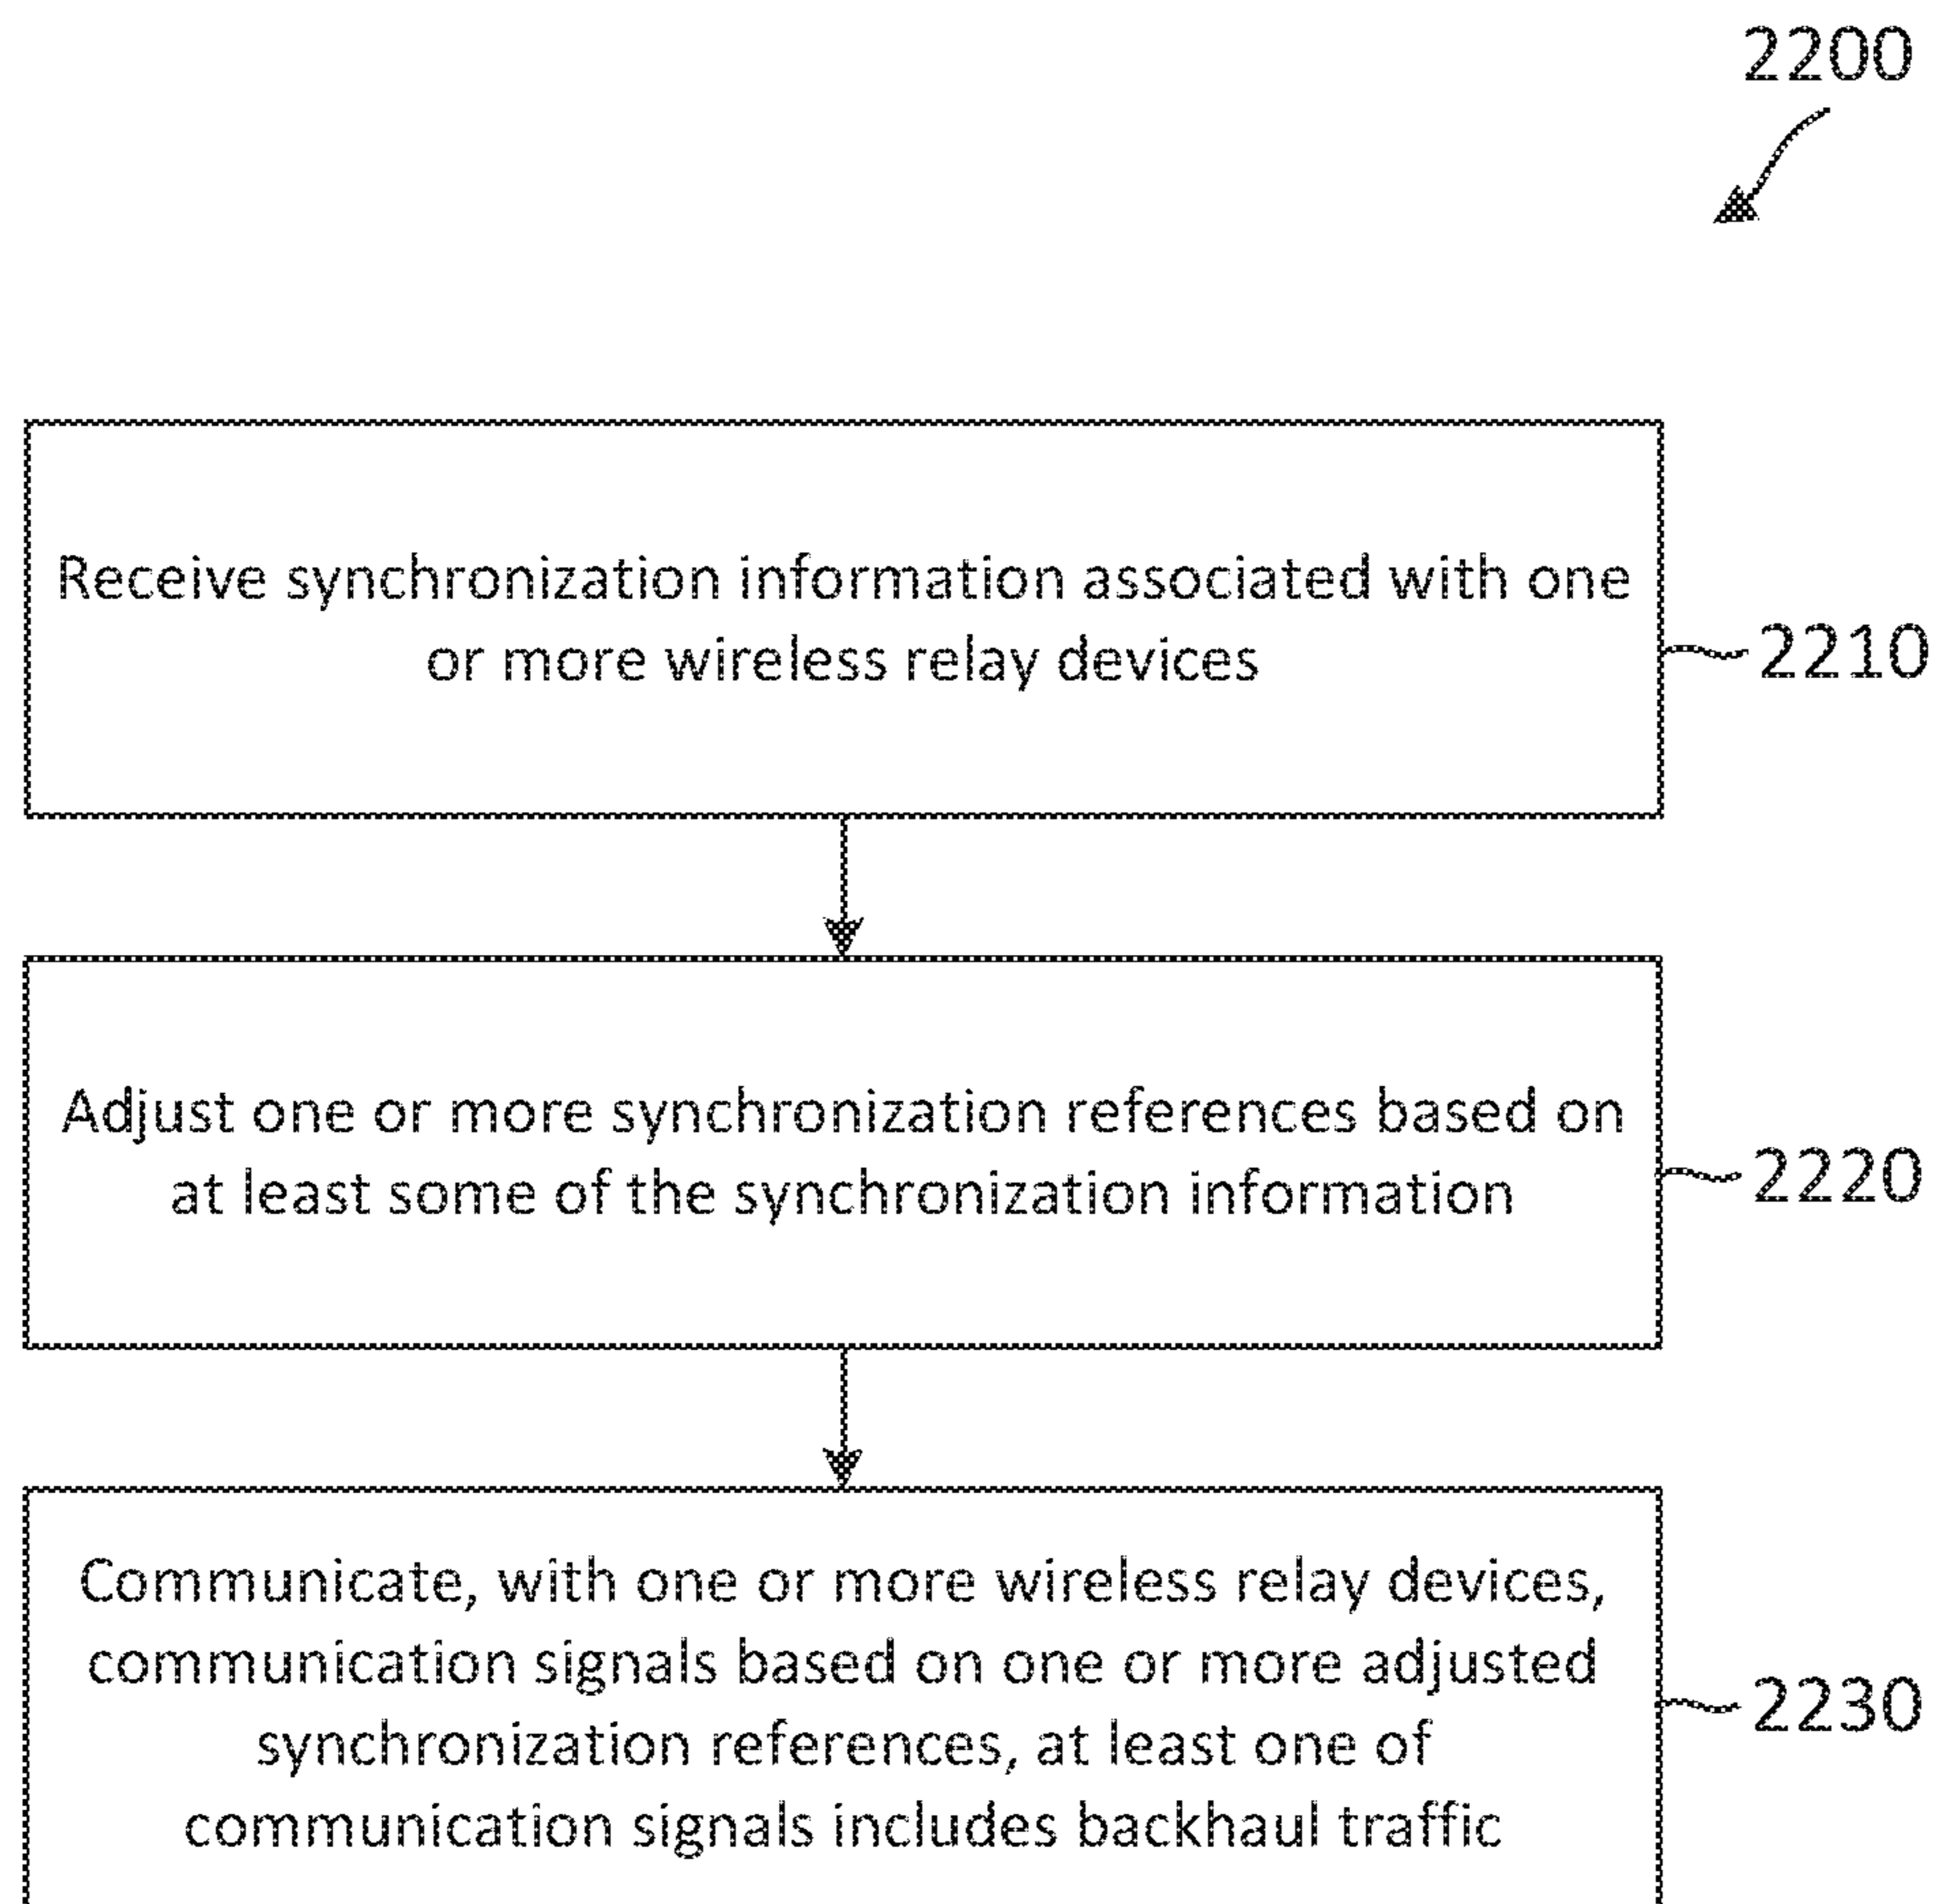 2200
Receive synchronization information associated with one
or more wireless relay devices
2210
Adjust one or more synchronization references based on
at least some of the synchronization information
2220
Communicate, with one or more wireless relay devices,
communication signals based on one or more adjusted
synchronization references, at least one of
communication signals includes backhaul traffic
2230